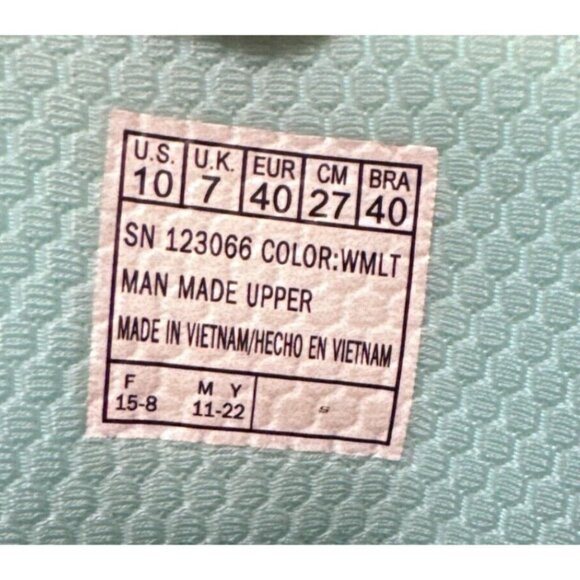 U.S. U.K. EUR CM BRA
10 7 40 27 40
SN 123066 COLOR:WMLT
MAN MADE UPPER
MADE IN VIETNAM/HECHO EN VIETNAM
F M Y
15-8 11-22 S